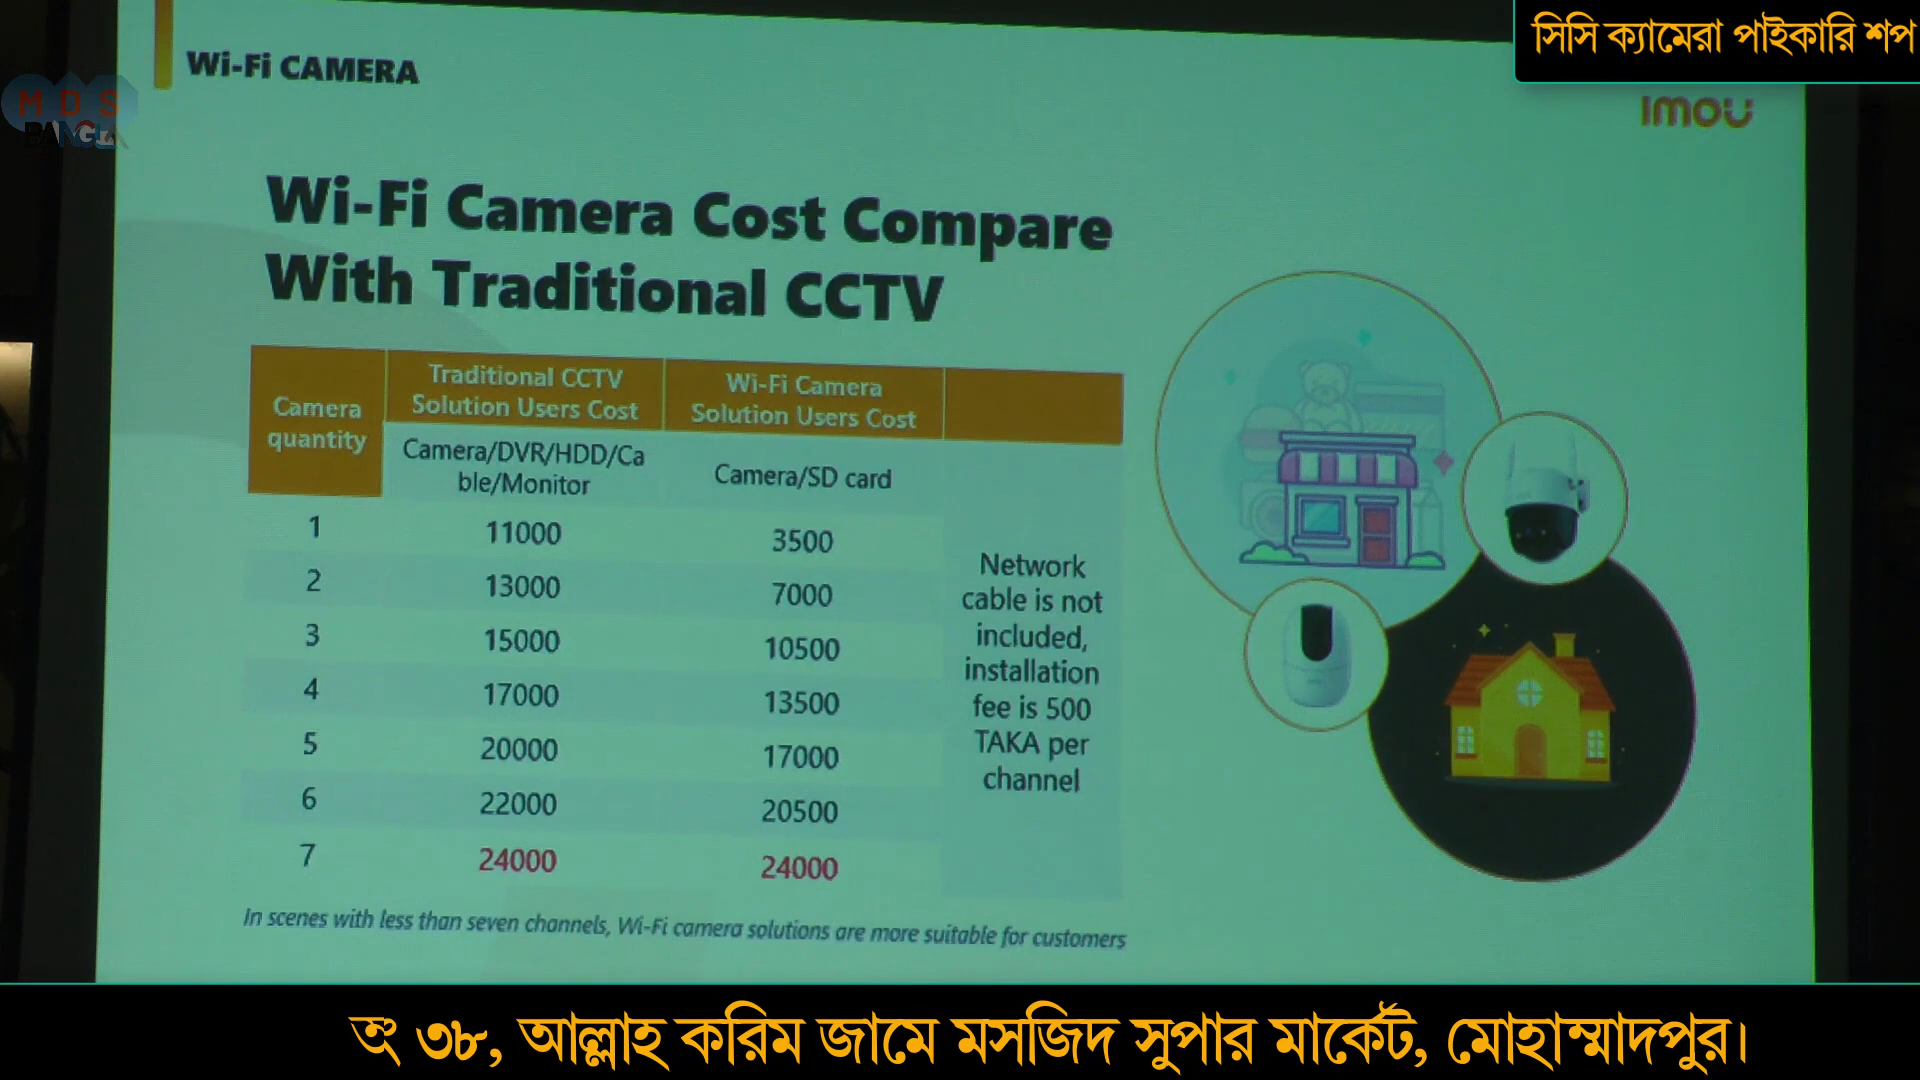 সিসি ক্যামেরা পাইকারি শপ
Wi-Fi CAMERA
MDS
BANGLA
imou
Wi-Fi Camera Cost Compare
With Traditional CCTV
Camera
quantity
Traditional CCTV
Solution Users Cost
Wi-Fi Camera
Solution Users Cost
Camera/DVR/HDD/Ca
ble/Monitor
Camera/SD card
1 11000 3500
2 13000 7000
3 15000 10500
4 17000 13500
5 20000 17000
6 22000 20500
7 24000 24000
Network
cable is not
included,
installation
fee is 500
TAKA per
channel
In scenes with less than seven channels, Wi-Fi camera solutions are more suitable for customers
৩৮, আল্লাহ করিম জামে মসজিদ সুপার মার্কেট, মোহাম্মাদপুর।